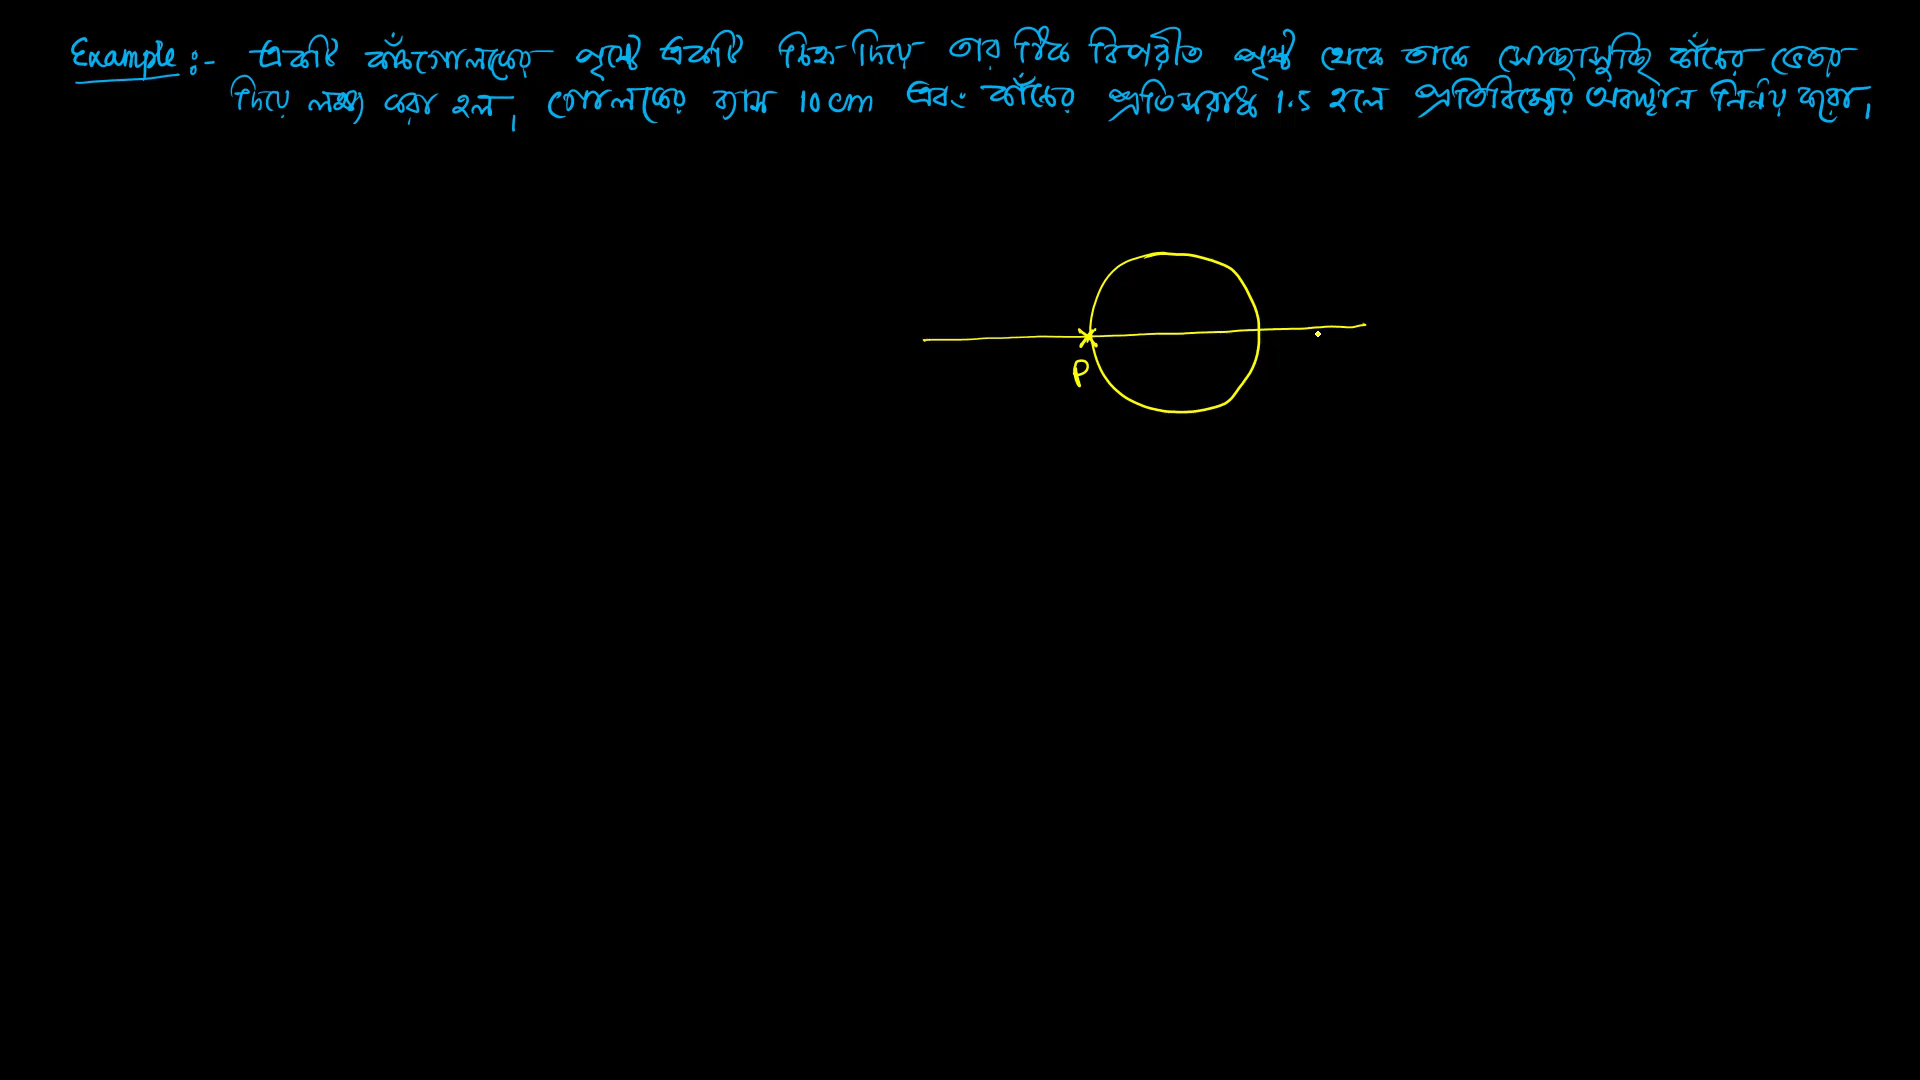 Example :- একটি কাঁচগোলকের পৃষ্ঠে একটি চিহ্ন দিয়ে তার ঠিক বিপরীত পৃষ্ঠ থেকে তাকে সোজাসুজি কাঁচের ভেতর
দিয়ে লক্ষ্য করা হল। গোলকের ব্যাস 10 cm এবং কাঁচের প্রতিসরাঙ্ক 1.5 হলে প্রতিবিম্বের অবস্থান নির্ণয় করো।
P